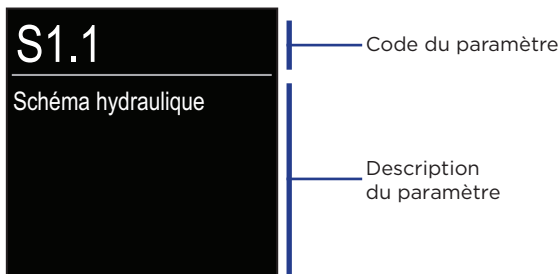 S1.1
Code du paramètre
Schéma hydraulique
Description
du paramètre